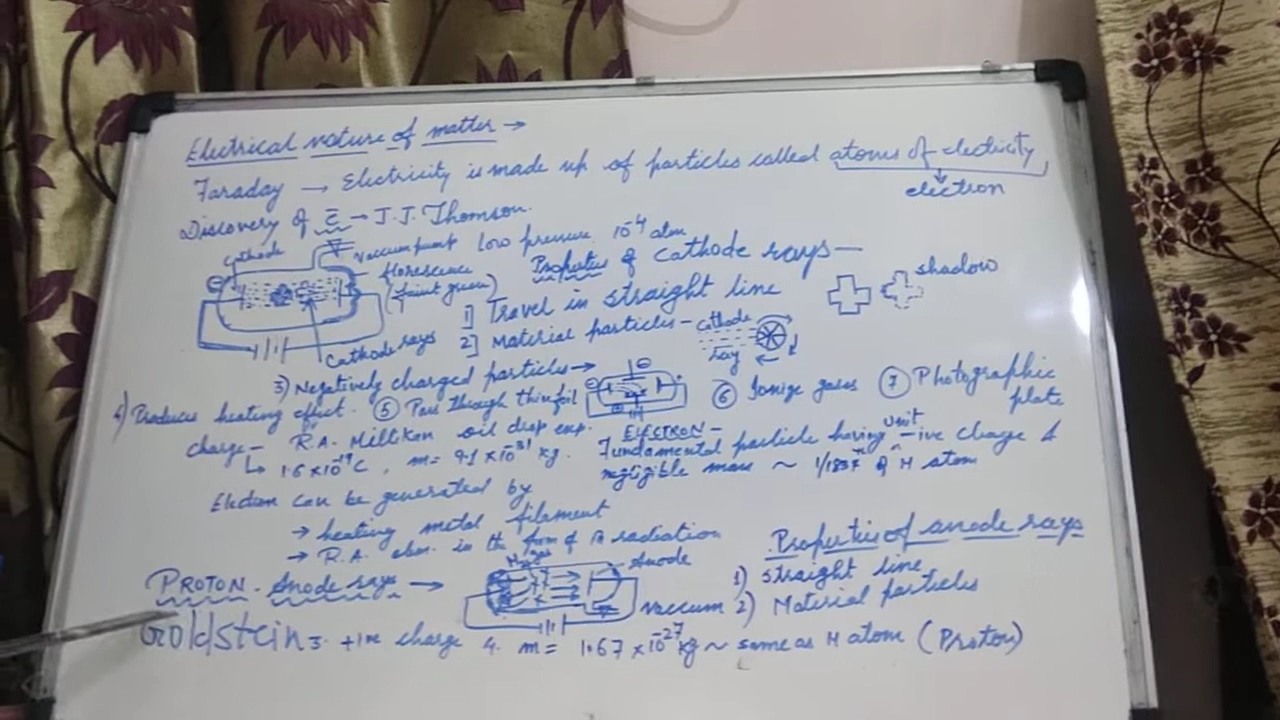 Electrical nature of matter →
Faraday → Electricity is made up of particles called atoms of electricity
electron
Discovery of ē → J.J. Thomson.
cathode
Vaccum pump low pressure 10⁻⁴ atm
florescence
(faint green)
Cathode rays
Properties of Cathode rays —
1] Travel in straight line
shadow
2] Material particles - cathode
ray
3) Negatively charged particles →
4) Produces heating effect. ⑤ Pass through thin foil
⑥ Ionize gases ⑦ Photographic
plate
charge - R.A. Millikan oil drop exp.
↳ 1.6 × 10⁻¹⁹ C, m = 9.1 × 10⁻³¹ kg.
ELECTRON -
Fundamental particle having unit -ive charge &
negligible mass ~ 1/1837 th of H atom
Electron can be generated by
→ heating metal filament
→ R.A. in the form of β radiation
PROTON - Anode rays →
Anode
Vaccum
Properties of anode rays
1) straight line
2) Material particles
Goldstein 3. +ive charge 4. m = 1.67 × 10⁻²⁷ kg ~ same as H atom (Proton)